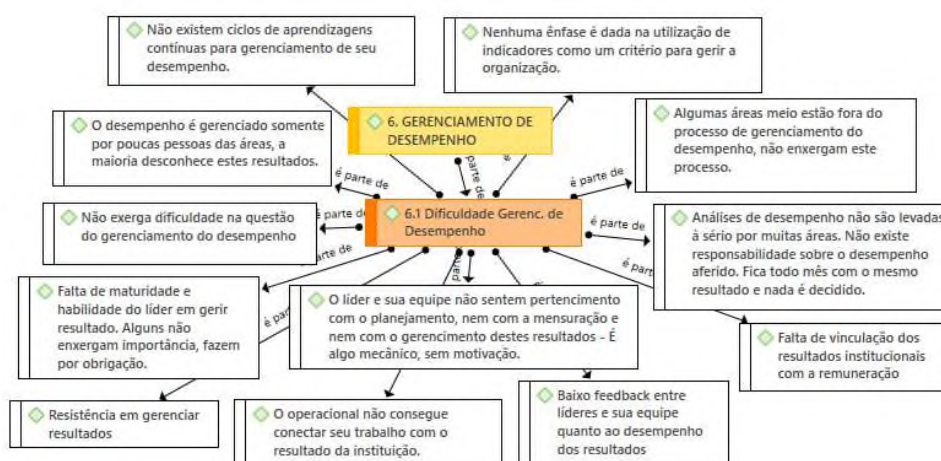 Não existem ciclos de aprendizagens
contínuas para gerenciamento de seu
desempenho.
Nenhuma ênfase é dada na utilização de
indicadores como um critério para gerir a
organização.
6. GERENCIAMENTO DE
DESEMPENHO
O desempenho é gerenciado somente
por poucas pessoas das áreas, a
maioria desconhece estes resultados.
Algumas áreas meio estão fora do
processo de gerenciamento do
desempenho, não enxergam este
processo.
é parte de
é parte de
é parte de
6.1 Dificuldade Gerenc. de
Desempenho
Não exerga dificuldade na questão
do gerenciamento do desempenho
é parte de
é parte de
Análises de desempenho não são levadas
à sério por muitas áreas. Não existe
responsabilidade sobre o desempenho
aferido. Fica todo mês com o mesmo
resultado e nada é decidido.
Falta de maturidade e
habilidade do líder em gerir
resultado. Alguns não
enxergam importância, fazem
por obrigação.
O líder e sua equipe não sentem pertencimento
com o planejamento, nem com a mensuração e
nem com o gerencimento destes resultados - É
algo mecânico, sem motivação.
Falta de vinculação dos
resultados institucionais
com a remuneração
Resistência em gerenciar
resultados
O operacional não consegue
conectar seu trabalho com o
resultado da instituição.
Baixo feedback entre
líderes e sua equipe
quanto ao desempenho
dos resultados